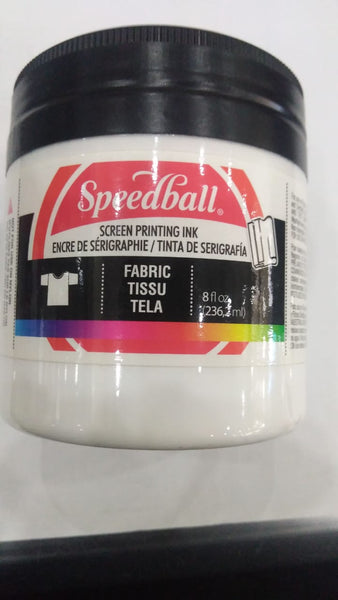 Speedball®
SCREEN PRINTING INK
ENCRE DE SÉRIGRAPHIE / TINTA DE SERIGRAFÍA
FABRIC
TISSU
TELA
8 fl oz
(236,5 ml)